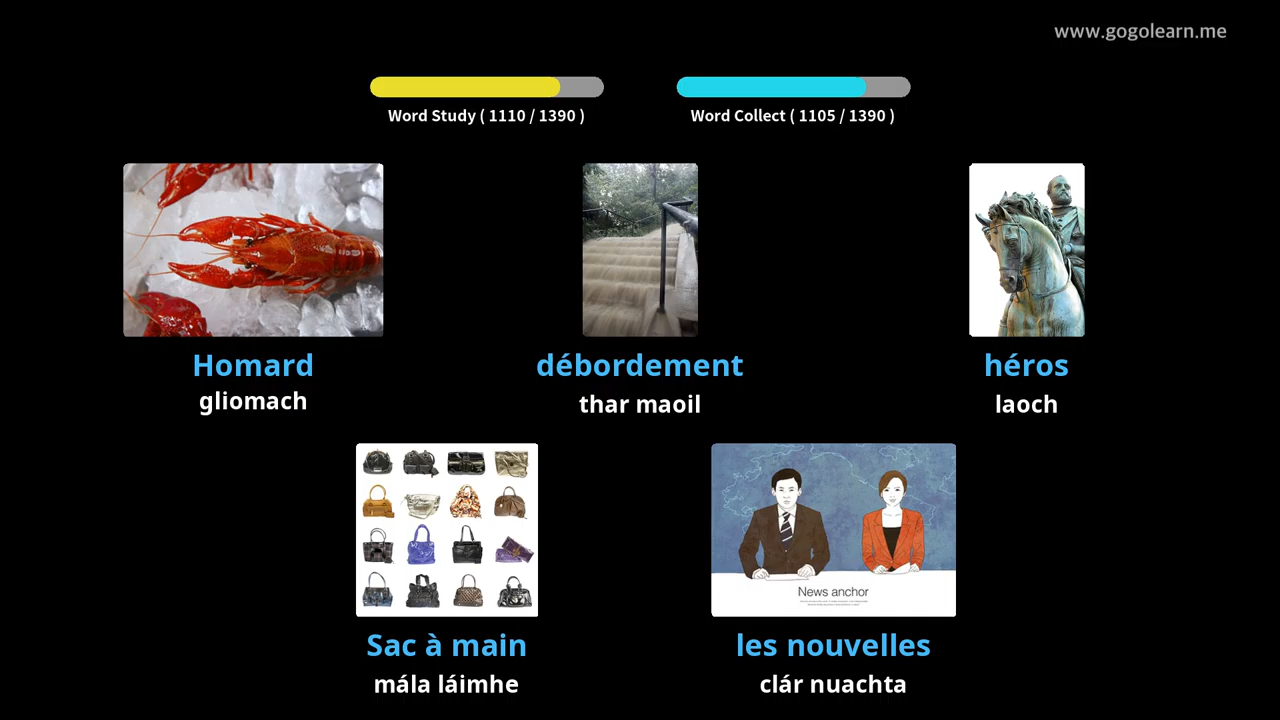 www.gogolearn.me
Word Study ( 1110 / 1390 )
Word Collect ( 1105 / 1390 )
Homard
gliomach
débordement
thar maoil
héros
laoch
News anchor
Sac à main
mála láimhe
les nouvelles
clár nuachta